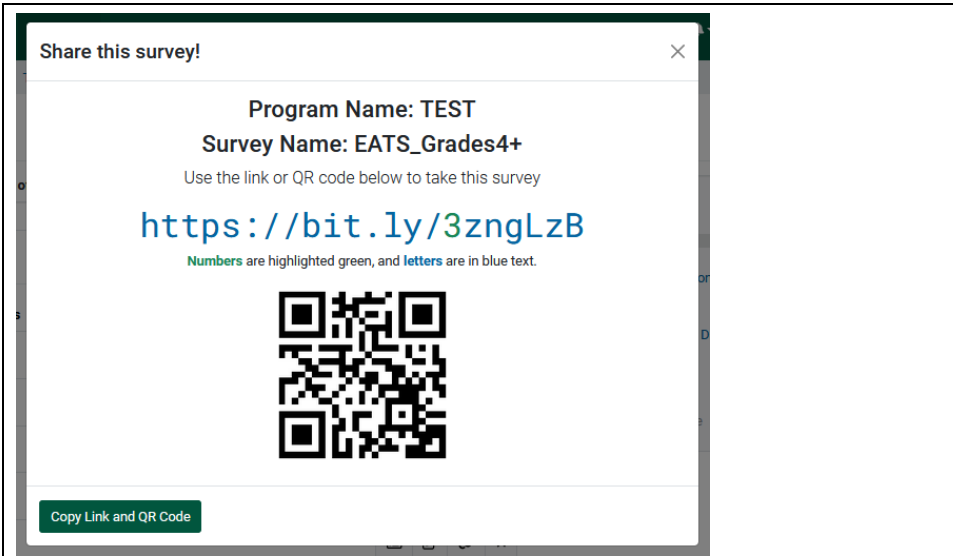 Share this survey!
Program Name: TEST
Survey Name: EATS_Grades4+
Use the link or QR code below to take this survey
https://bit.ly/3zngLzB
Numbers are highlighted green, and letters are in blue text.
Copy Link and QR Code